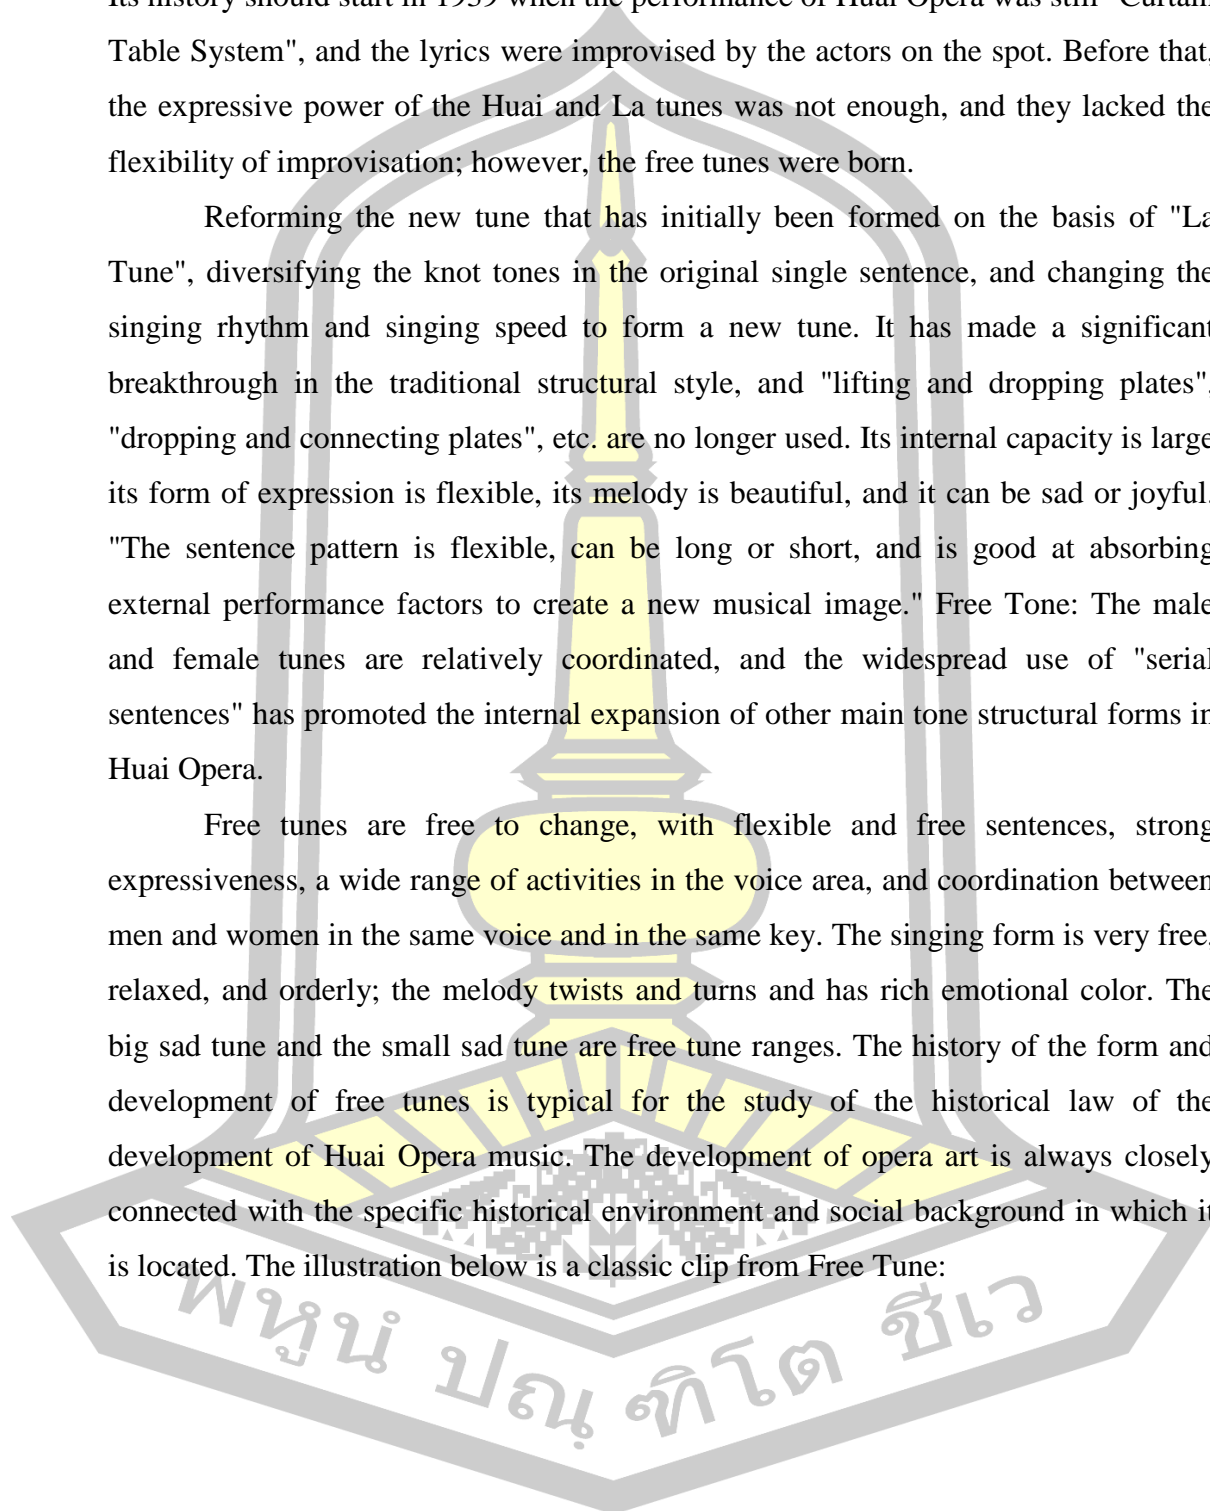 Its history should start in 1939 when the performance of Huai Opera was still "Curtain
Table System", and the lyrics were improvised by the actors on the spot. Before that,
the expressive power of the Huai and La tunes was not enough, and they lacked the
flexibility of improvisation; however, the free tunes were born.
Reforming the new tune that has initially been formed on the basis of "La
Tune", diversifying the knot tones in the original single sentence, and changing the
singing rhythm and singing speed to form a new tune. It has made a significant
breakthrough in the traditional structural style, and "lifting and dropping plates",
"dropping and connecting plates", etc. are no longer used. Its internal capacity is large
its form of expression is flexible, its melody is beautiful, and it can be sad or joyful.
"The sentence pattern is flexible, can be long or short, and is good at absorbing
external performance factors to create a new musical image." Free Tone: The male
and female tunes are relatively coordinated, and the widespread use of "serial
sentences" has promoted the internal expansion of other main tone structural forms in
Huai Opera.
Free tunes are free to change, with flexible and free sentences, strong
expressiveness, a wide range of activities in the voice area, and coordination between
men and women in the same voice and in the same key. The singing form is very free,
relaxed, and orderly; the melody twists and turns and has rich emotional color. The
big sad tune and the small sad tune are free tune ranges. The history of the form and
development of free tunes is typical for the study of the historical law of the
development of Huai Opera music. The development of opera art is always closely
connected with the specific historical environment and social background in which it
is located. The illustration below is a classic clip from Free Tune:
พหูนํ ปณฺฑิโต ชีเว